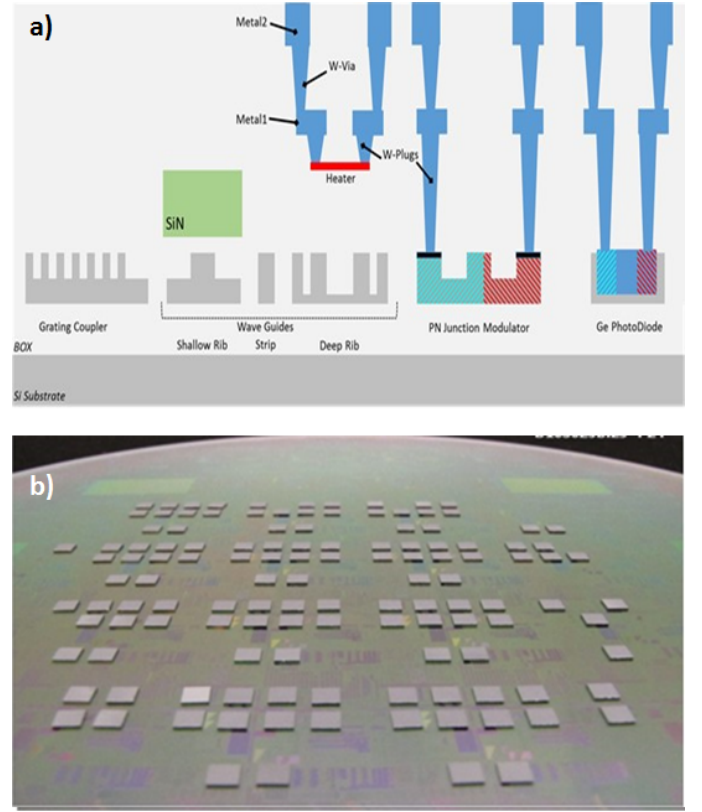 a)
Metal2
W-Via
Metal1
W-Plugs
Heater
SiN
Grating Coupler
Wave Guides
PN Junction Modulator
Ge PhotoDiode
BOX
Shallow Rib
Strip
Deep Rib
Si Substrate
b)